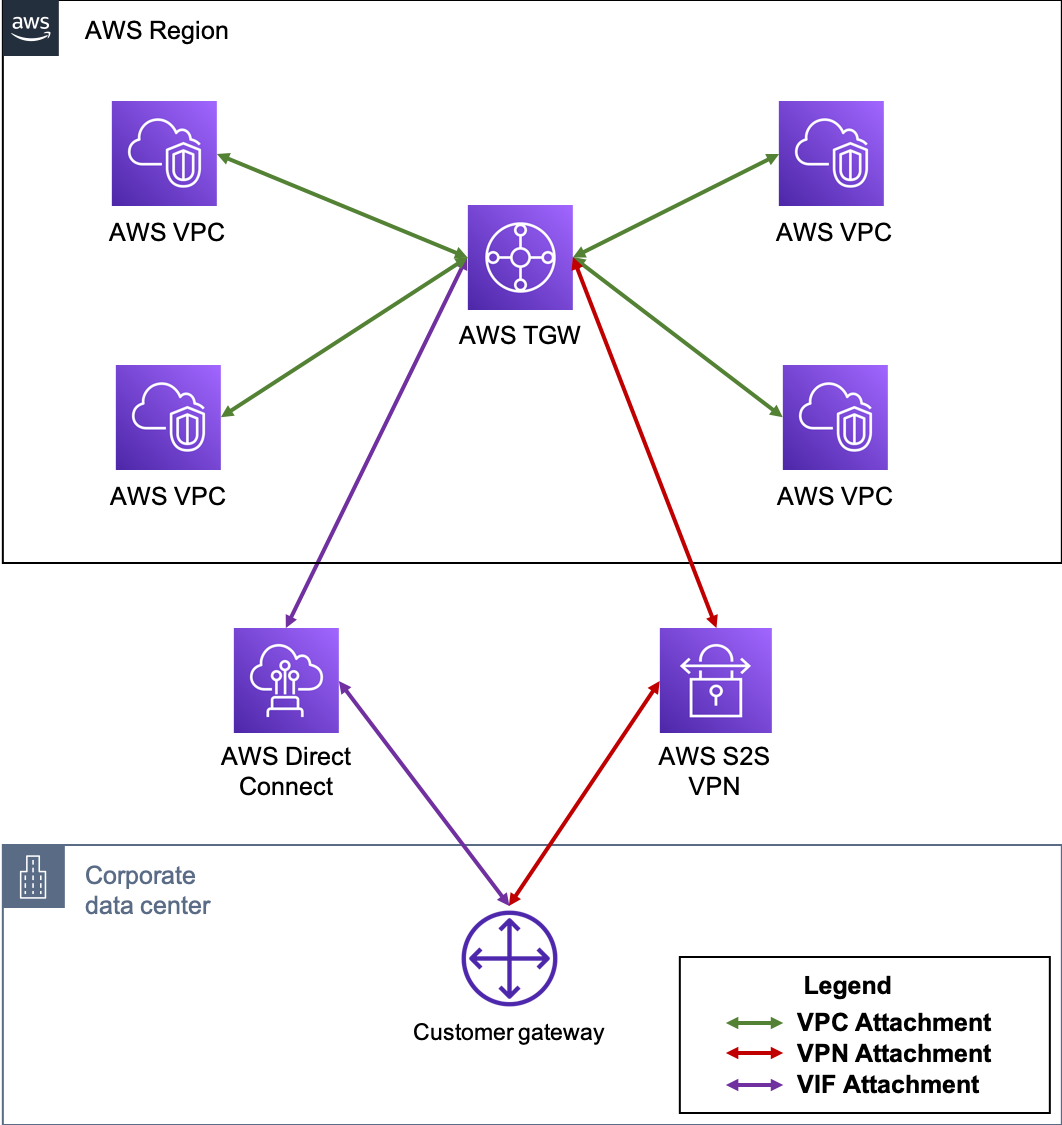 aws
AWS Region
AWS VPC
AWS VPC
AWS TGW
AWS VPC
AWS VPC
AWS Direct
Connect
AWS S2S
VPN
Corporate
data center
Customer gateway
Legend
VPC Attachment
VPN Attachment
VIF Attachment